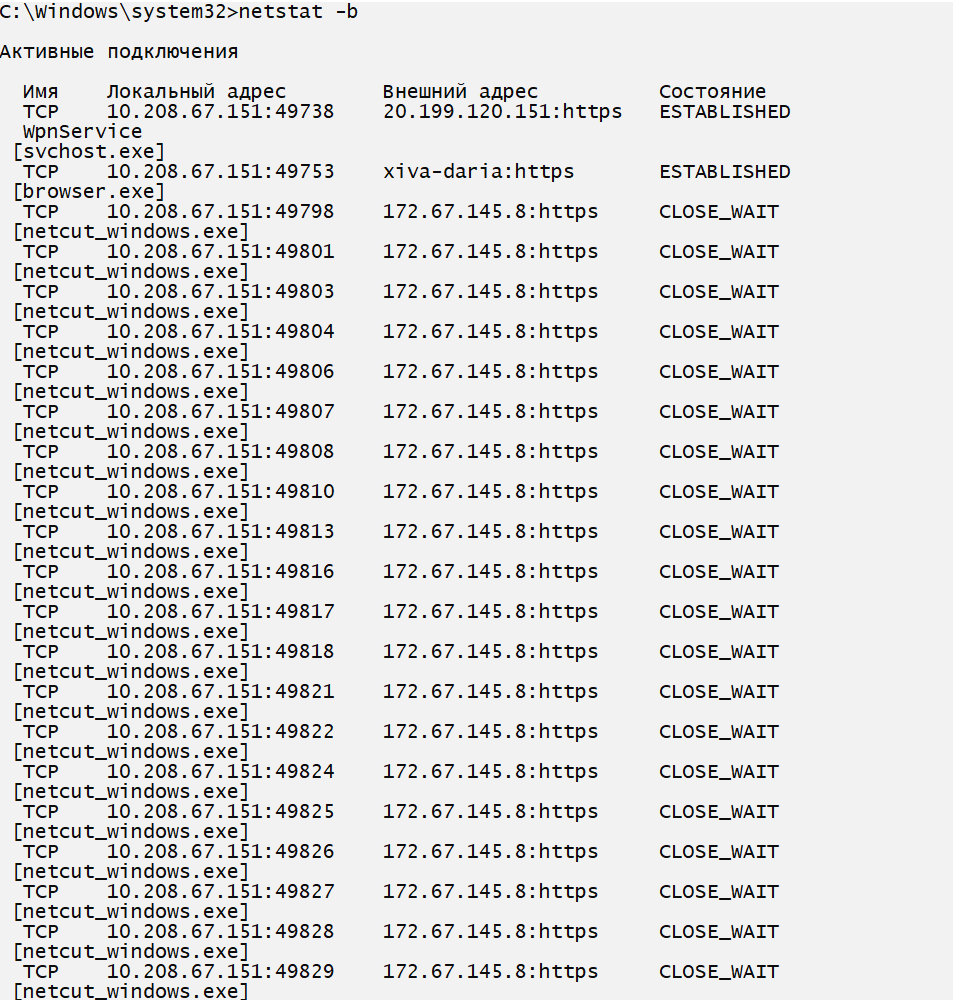 C:\Windows\system32>netstat -b
Активные подключения
Имя Локальный адрес Внешний адрес Состояние
TCP 10.208.67.151:49738 20.199.120.151:https ESTABLISHED
WpnService
[svchost.exe]
TCP 10.208.67.151:49753 xiva-daria:https ESTABLISHED
[browser.exe]
TCP 10.208.67.151:49798 172.67.145.8:https CLOSE_WAIT
[netcut_windows.exe]
TCP 10.208.67.151:49801 172.67.145.8:https CLOSE_WAIT
[netcut_windows.exe]
TCP 10.208.67.151:49803 172.67.145.8:https CLOSE_WAIT
[netcut_windows.exe]
TCP 10.208.67.151:49804 172.67.145.8:https CLOSE_WAIT
[netcut_windows.exe]
TCP 10.208.67.151:49806 172.67.145.8:https CLOSE_WAIT
[netcut_windows.exe]
TCP 10.208.67.151:49807 172.67.145.8:https CLOSE_WAIT
[netcut_windows.exe]
TCP 10.208.67.151:49808 172.67.145.8:https CLOSE_WAIT
[netcut_windows.exe]
TCP 10.208.67.151:49810 172.67.145.8:https CLOSE_WAIT
[netcut_windows.exe]
TCP 10.208.67.151:49813 172.67.145.8:https CLOSE_WAIT
[netcut_windows.exe]
TCP 10.208.67.151:49816 172.67.145.8:https CLOSE_WAIT
[netcut_windows.exe]
TCP 10.208.67.151:49817 172.67.145.8:https CLOSE_WAIT
[netcut_windows.exe]
TCP 10.208.67.151:49818 172.67.145.8:https CLOSE_WAIT
[netcut_windows.exe]
TCP 10.208.67.151:49821 172.67.145.8:https CLOSE_WAIT
[netcut_windows.exe]
TCP 10.208.67.151:49822 172.67.145.8:https CLOSE_WAIT
[netcut_windows.exe]
TCP 10.208.67.151:49824 172.67.145.8:https CLOSE_WAIT
[netcut_windows.exe]
TCP 10.208.67.151:49825 172.67.145.8:https CLOSE_WAIT
[netcut_windows.exe]
TCP 10.208.67.151:49826 172.67.145.8:https CLOSE_WAIT
[netcut_windows.exe]
TCP 10.208.67.151:49827 172.67.145.8:https CLOSE_WAIT
[netcut_windows.exe]
TCP 10.208.67.151:49828 172.67.145.8:https CLOSE_WAIT
[netcut_windows.exe]
TCP 10.208.67.151:49829 172.67.145.8:https CLOSE_WAIT
[netcut_windows.exe]